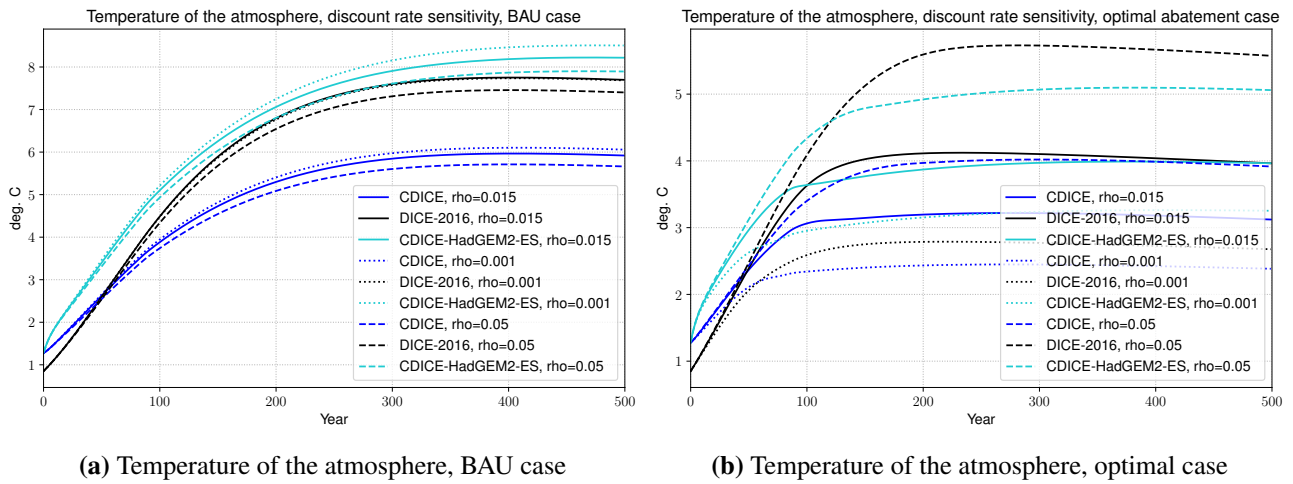 Temperature of the atmosphere, discount rate sensitivity, BAU case
8
7
6
5
4
3
2
1
deg. C
0
100
200
300
400
500
Year
CDICE, rho=0.015
DICE-2016, rho=0.015
CDICE-HadGEM2-ES, rho=0.015
CDICE, rho=0.001
DICE-2016, rho=0.001
CDICE-HadGEM2-ES, rho=0.001
CDICE, rho=0.05
DICE-2016, rho=0.05
CDICE-HadGEM2-ES, rho=0.05
(a) Temperature of the atmosphere, BAU case
Temperature of the atmosphere, discount rate sensitivity, optimal abatement case
5
4
3
2
1
deg. C
0
100
200
300
400
500
Year
CDICE, rho=0.015
DICE-2016, rho=0.015
CDICE-HadGEM2-ES, rho=0.015
CDICE, rho=0.001
DICE-2016, rho=0.001
CDICE-HadGEM2-ES, rho=0.001
CDICE, rho=0.05
DICE-2016, rho=0.05
CDICE-HadGEM2-ES, rho=0.05
(b) Temperature of the atmosphere, optimal case